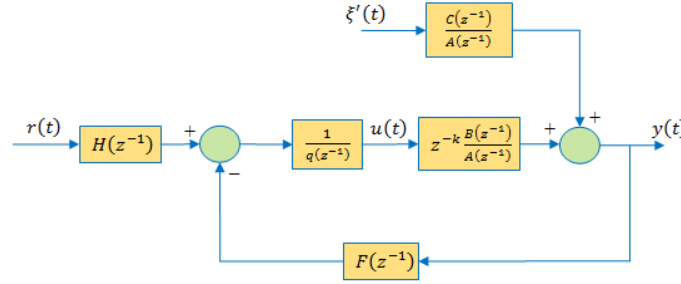 ξ′(t)
C(z⁻¹)
A(z⁻¹)
+
r(t)
H(z⁻¹)
+
−
1
q(z⁻¹)
u(t)
z⁻ᵏ B(z⁻¹)
A(z⁻¹)
+
y(t)
F(z⁻¹)